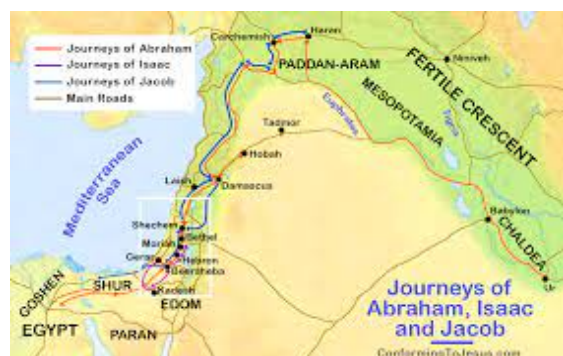 Journeys of Abraham
Journeys of Isaac
Journeys of Jacob
Main Roads
Carchemish
Haran
PADDAN-ARAM
Nineveh
FERTILE CRESCENT
MESOPOTAMIA
Tigris
Euphrates
Tadmor
Hobah
Mediterranean
Sea
Laish
Damascus
Shechem
Bethel
Moriah
Gerar
Hebron
Beersheba
Babylon
CHALDEA
Ur
GOSHEN
SHUR
Kadesh
EDOM
EGYPT
PARAN
Journeys of
Abraham, Isaac
and Jacob
ConformingToJesus.com